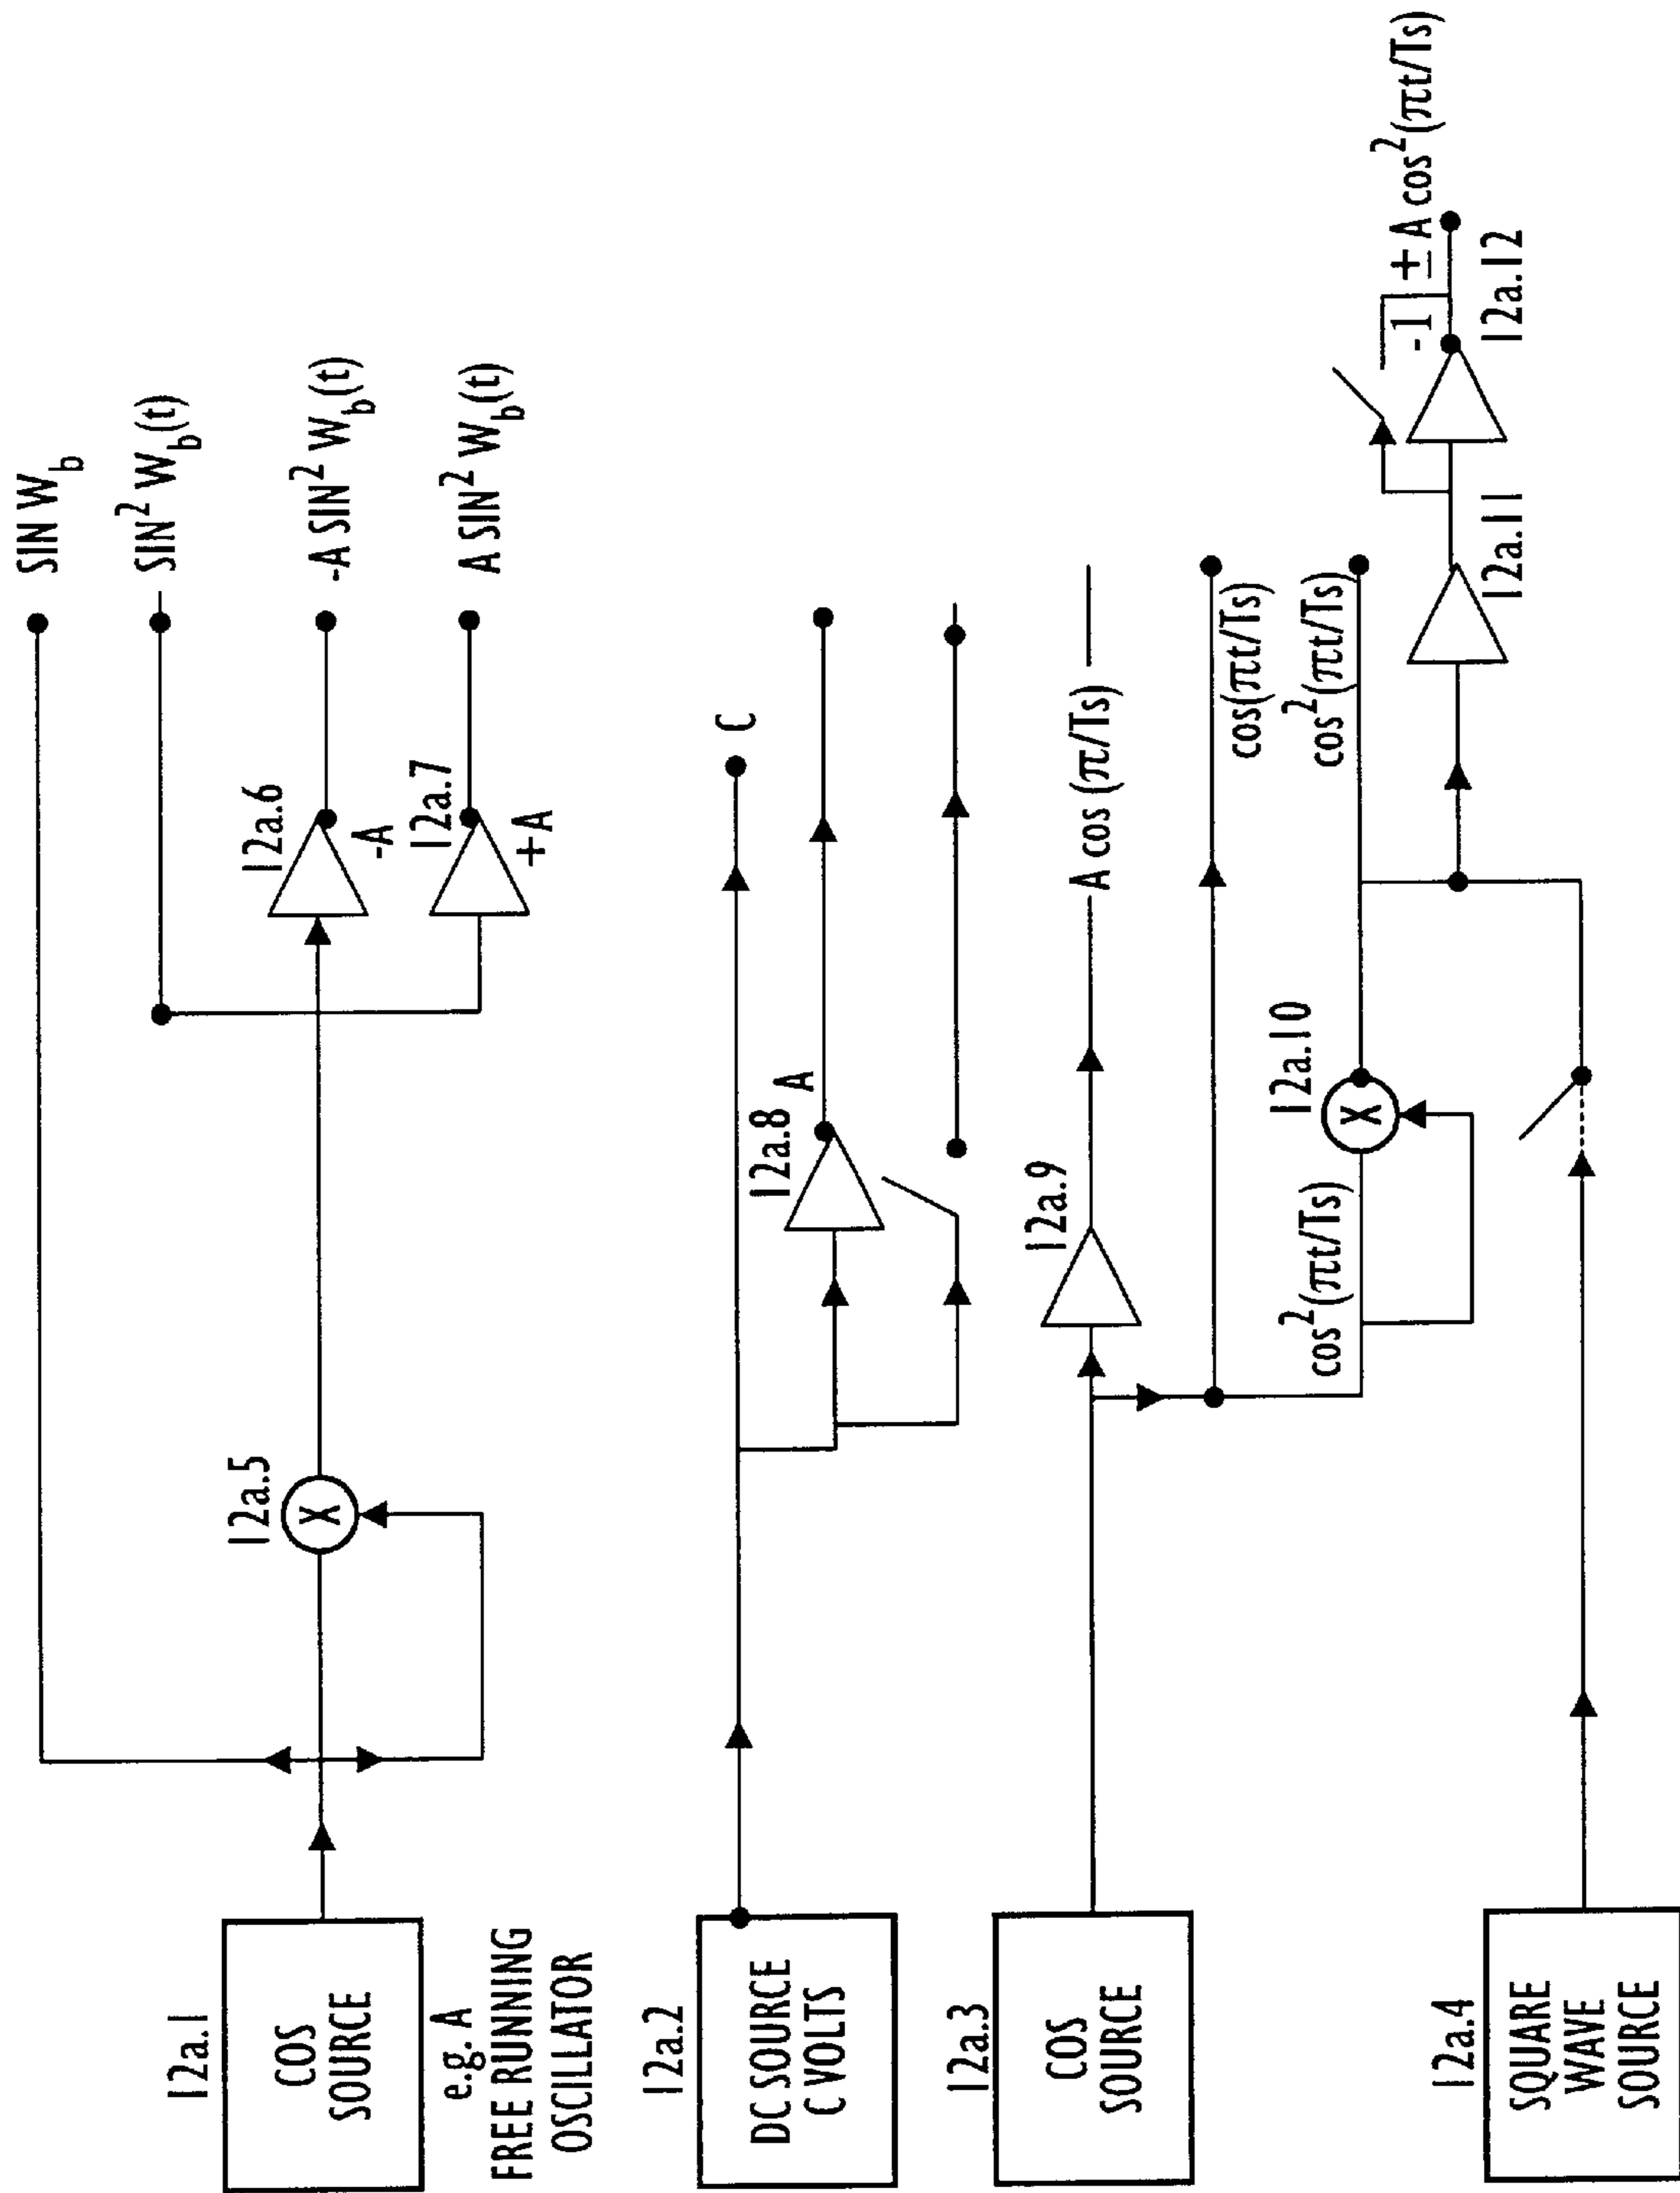 12a.1
COS
SOURCE
e.g. A
FREE RUNNING
OSCILLATOR
12a.5
X
SIN W_b
SIN² W_b(t)
12a.6
-A
-A SIN² W_b(t)
12a.7
+A
A SIN² W_b(t)
12a.2
DC SOURCE
C VOLTS
C
12a.8
A
12a.3
COS
SOURCE
12a.9
A cos (π/Ts)
cos(πt/Ts)
cos²(πt/Ts)
12a.10
X
cos²(πt/Ts)
12a.4
SQUARE
WAVE
SOURCE
12a.11
-1
± A cos²(πt/Ts)
12a.12